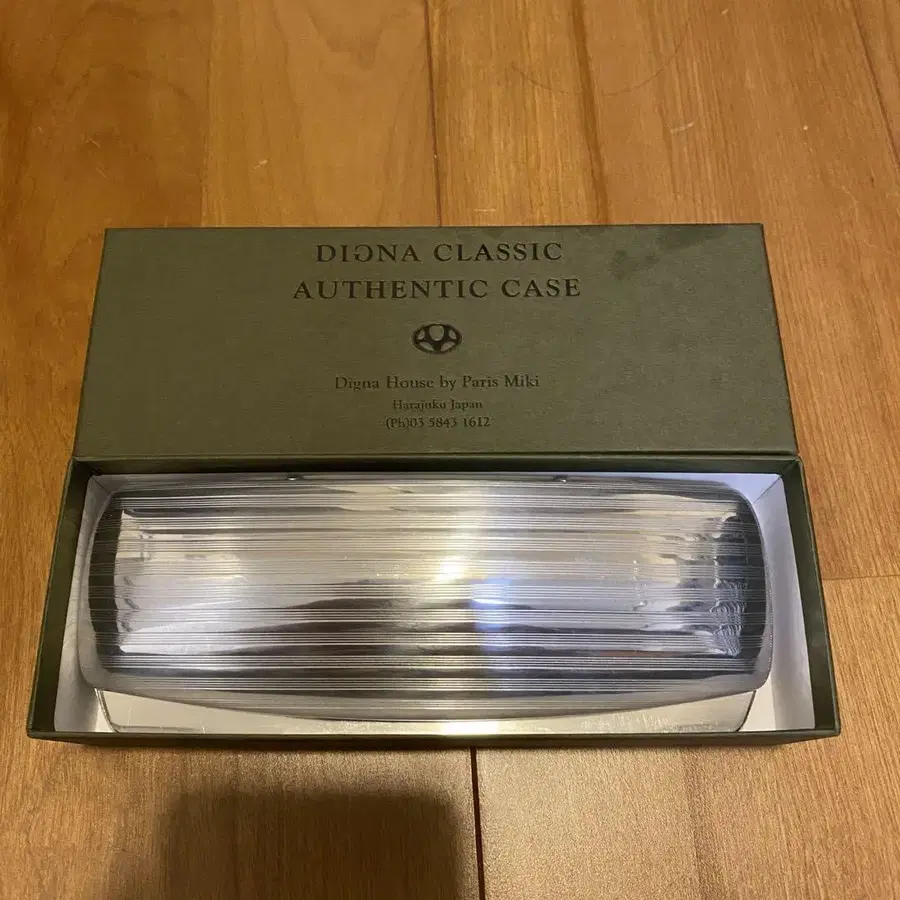 DIGNA CLASSIC
AUTHENTIC CASE
Digna House by Paris Miki
Harajuku Japan
(Ph)03 5843 1612